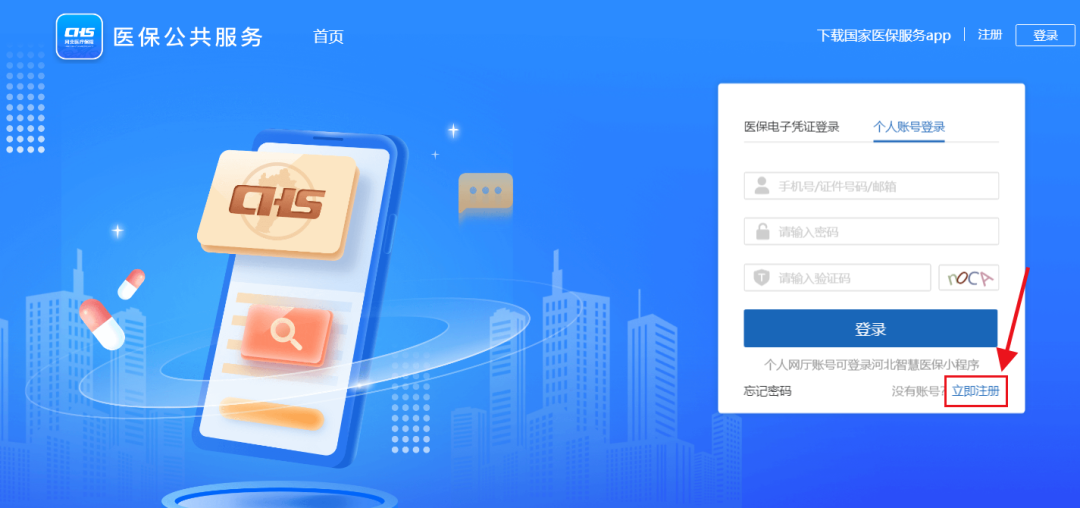 CHS
医保公共服务
首页
下载国家医保服务app
注册
登录
医保电子凭证登录
个人账号登录
CHS
手机号/证件号码/邮箱
请输入密码
请输入验证码
noCA
登录
个人网厅账号可登录河北智慧医保小程序
忘记密码
没有账号?
立即注册